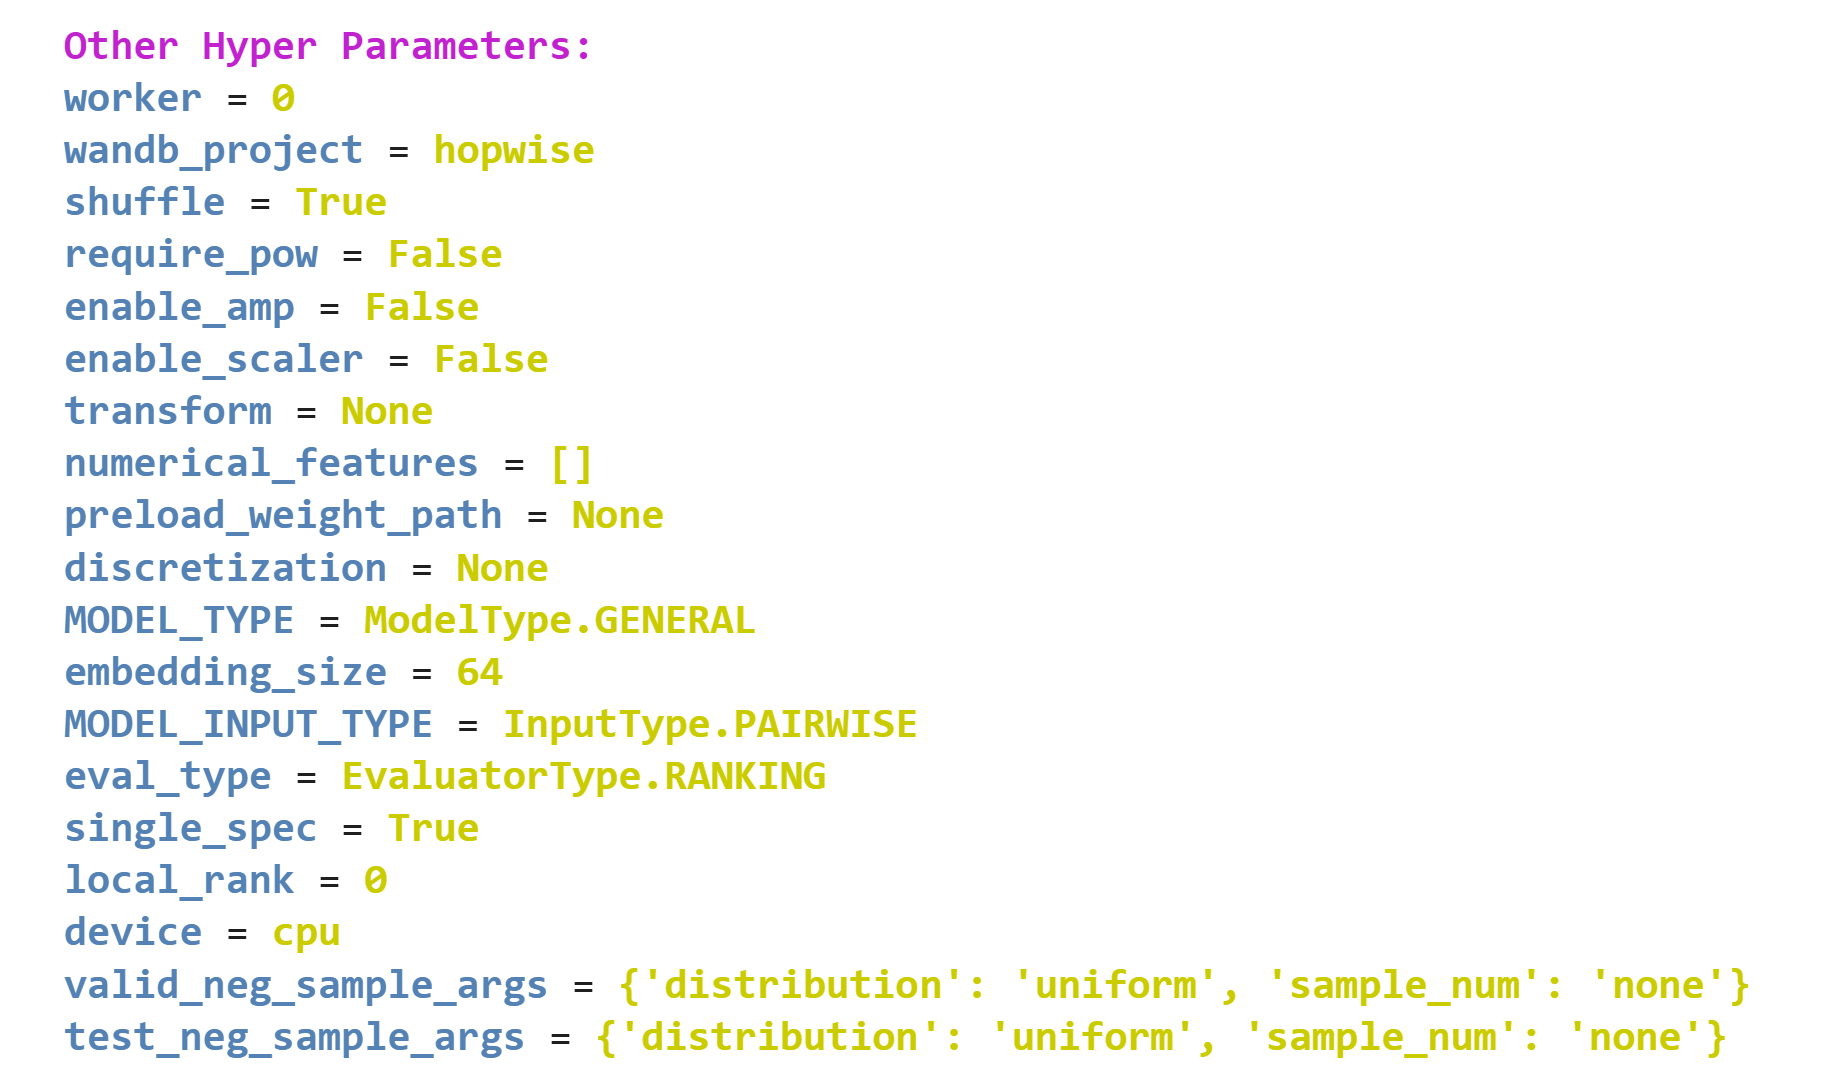 Other Hyper Parameters:
worker = 0
wandb_project = hopwise
shuffle = True
require_pow = False
enable_amp = False
enable_scaler = False
transform = None
numerical_features = []
preload_weight_path = None
discretization = None
MODEL_TYPE = ModelType.GENERAL
embedding_size = 64
MODEL_INPUT_TYPE = InputType.PAIRWISE
eval_type = EvaluatorType.RANKING
single_spec = True
local_rank = 0
device = cpu
valid_neg_sample_args = {'distribution': 'uniform', 'sample_num': 'none'}
test_neg_sample_args = {'distribution': 'uniform', 'sample_num': 'none'}